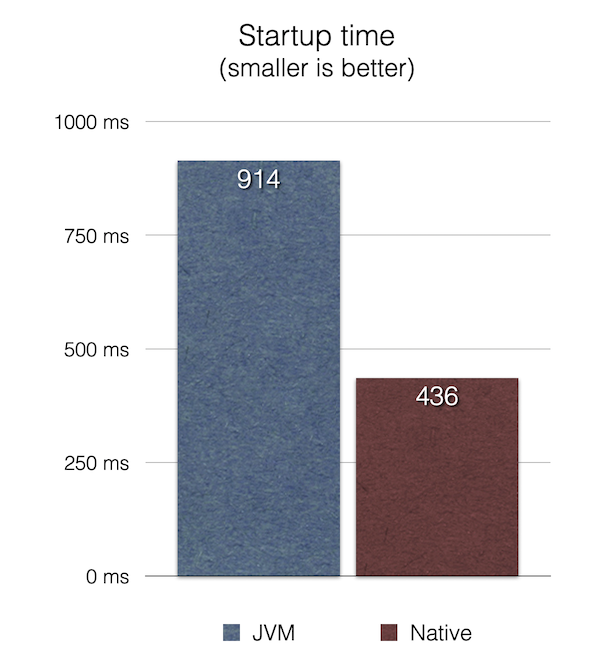 Startup time
(smaller is better)
1000 ms
914
750 ms
500 ms
436
250 ms
0 ms
JVM Native